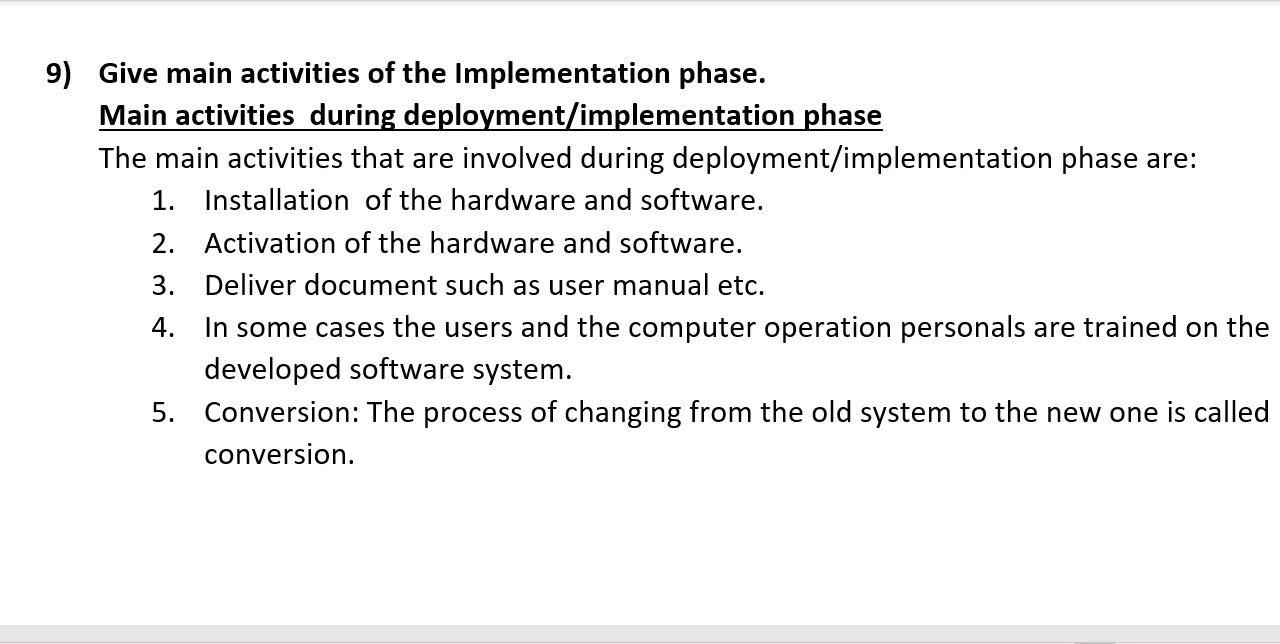 9) Give main activities of the Implementation phase.
Main activities  during deployment/implementation phase
The main activities that are involved during deployment/implementation phase are:
1. Installation  of the hardware and software.
2. Activation of the hardware and software.
3. Deliver document such as user manual etc.
4. In some cases the users and the computer operation personals are trained on the
developed software system.
5. Conversion: The process of changing from the old system to the new one is called
conversion.